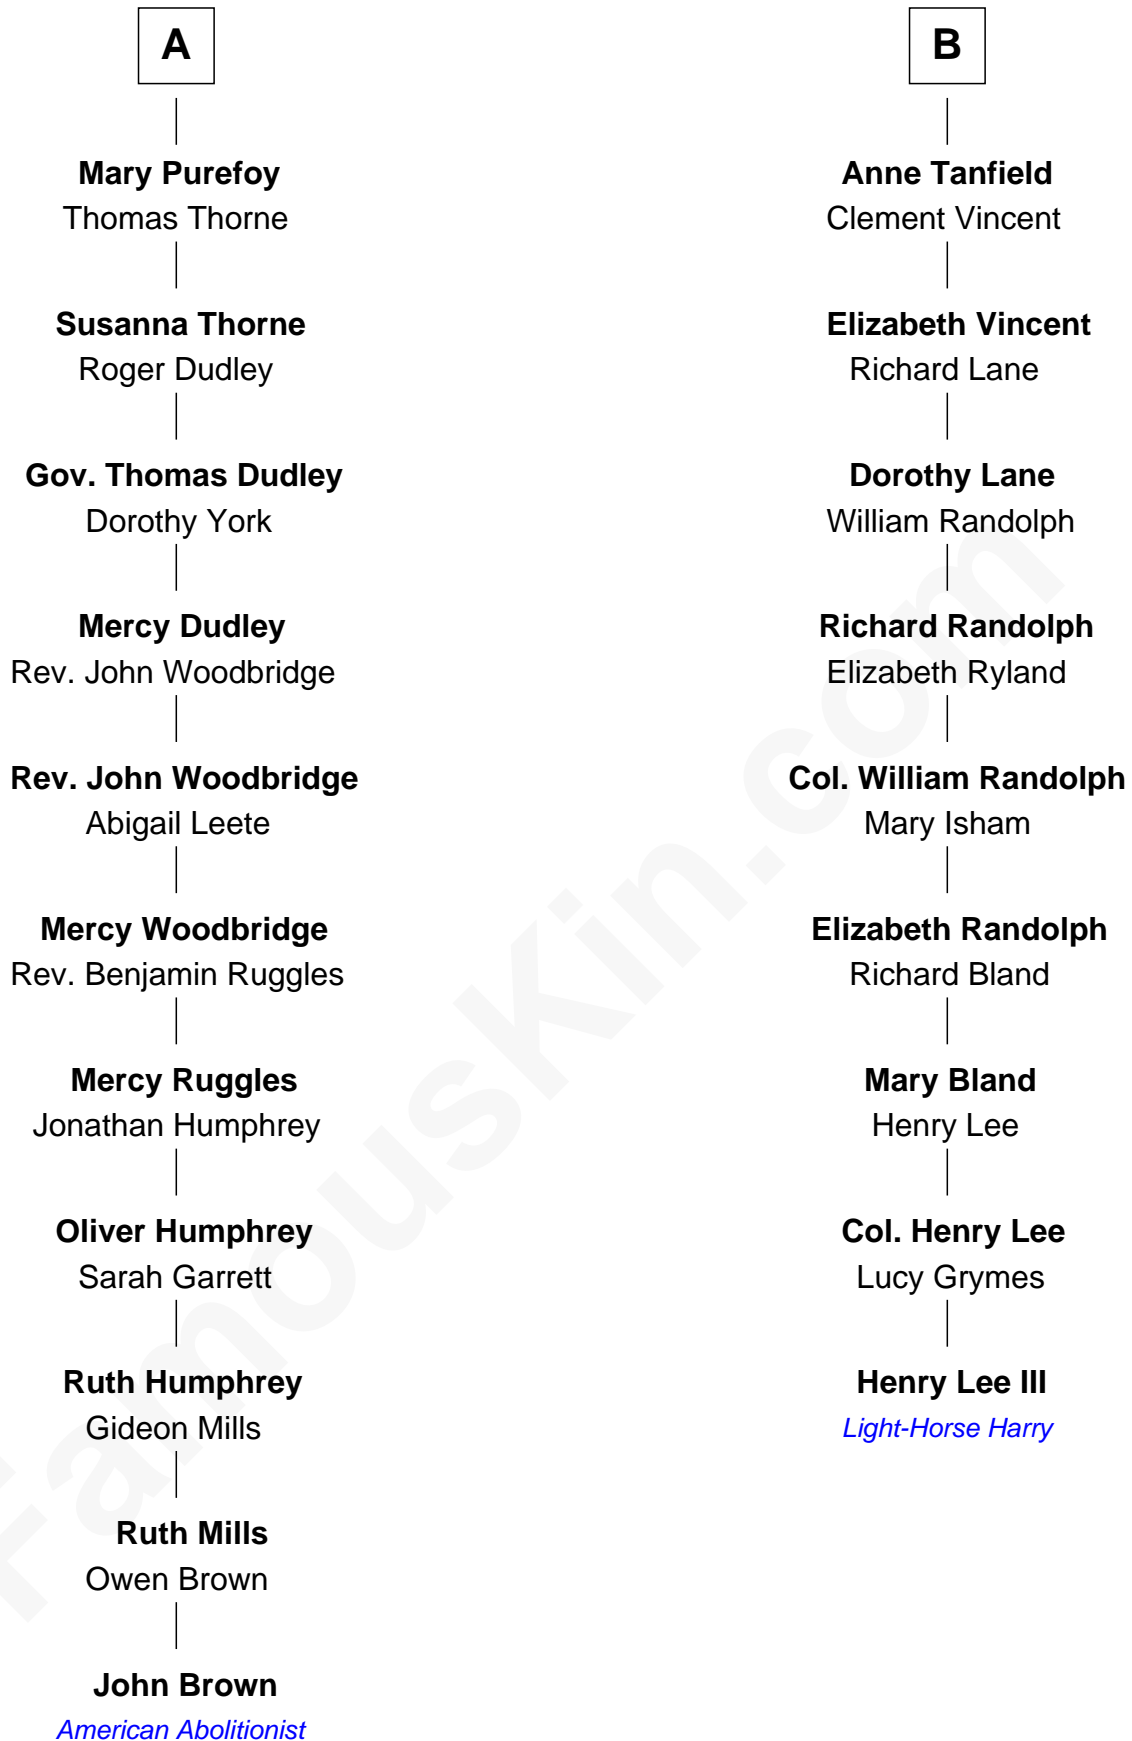 A
Mary Purefoy
Thomas Thorne
Susanna Thorne
Roger Dudley
Gov. Thomas Dudley
Dorothy York
Mercy Dudley
Rev. John Woodbridge
Rev. John Woodbridge
Abigail Leete
Mercy Woodbridge
Rev. Benjamin Ruggles
Mercy Ruggles
Jonathan Humphrey
Oliver Humphrey
Sarah Garrett
Ruth Humphrey
Gideon Mills
Ruth Mills
Owen Brown
John Brown
American Abolitionist
B
Anne Tanfield
Clement Vincent
Elizabeth Vincent
Richard Lane
Dorothy Lane
William Randolph
Richard Randolph
Elizabeth Ryland
Col. William Randolph
Mary Isham
Elizabeth Randolph
Richard Bland
Mary Bland
Henry Lee
Col. Henry Lee
Lucy Grymes
Henry Lee III
Light-Horse Harry
FamousKin.com